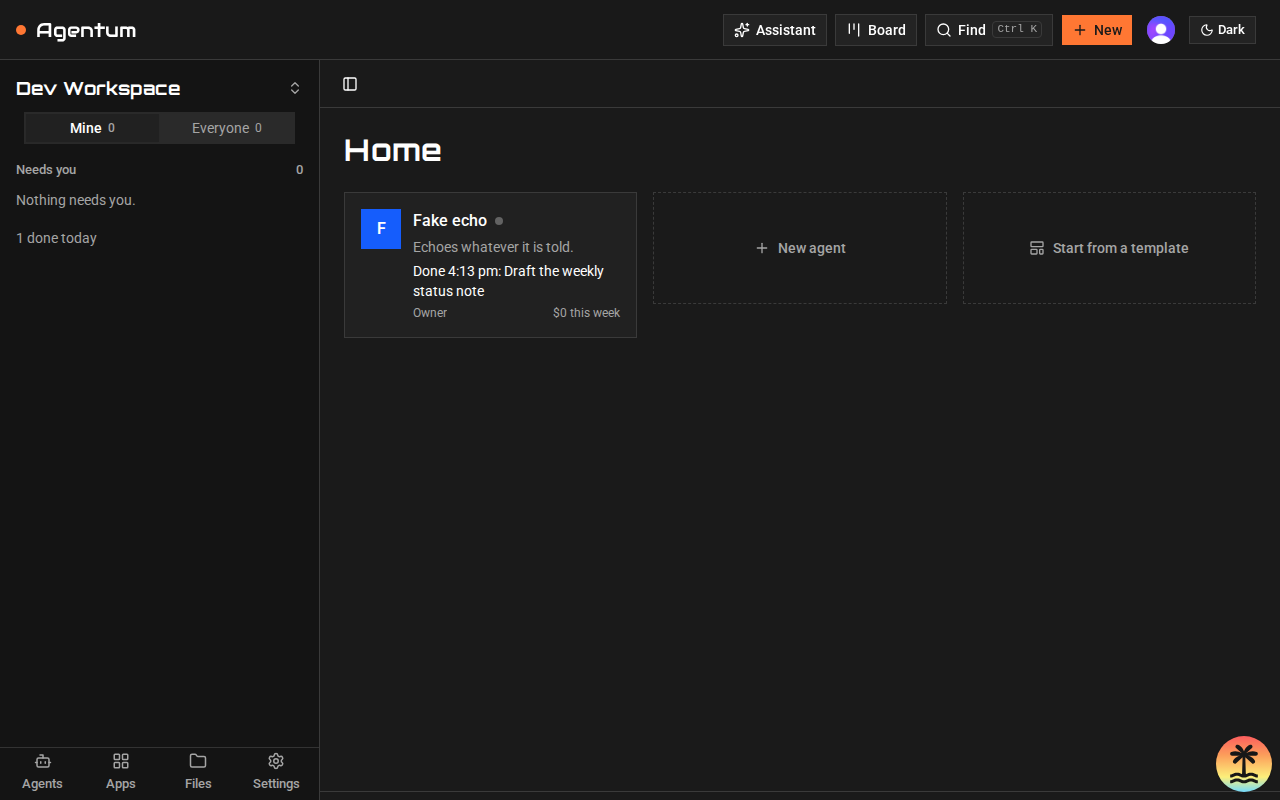 Agentum
Assistant
Board
Find Ctrl K
New
Dark
Dev Workspace
Mine 0
Everyone 0
Needs you 0
Nothing needs you.
1 done today
Home
F
Fake echo
Echoes whatever it is told.
Done 4:13 pm: Draft the weekly
status note
Owner $0 this week
New agent
Start from a template
Agents
Apps
Files
Settings